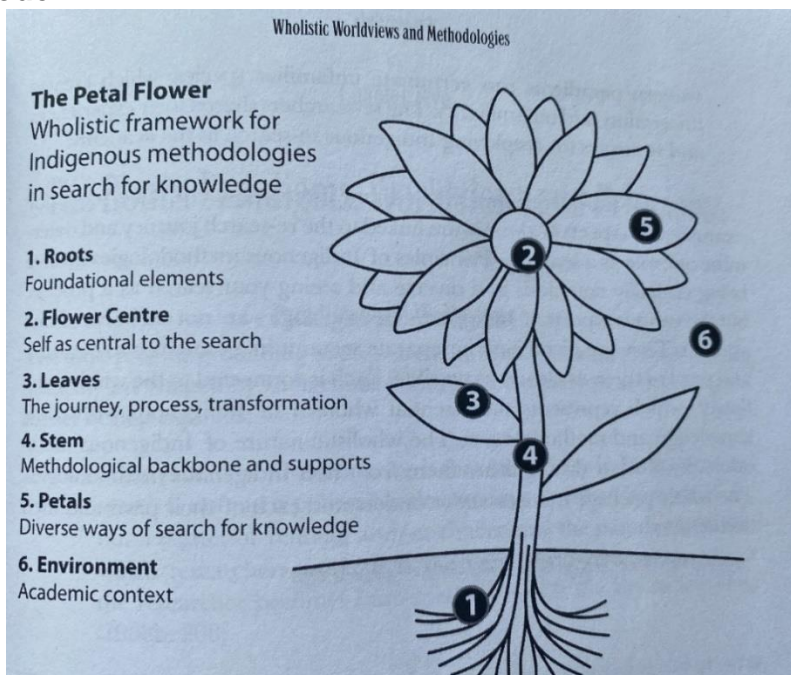 Wholistic Worldviews and Methodologies
The Petal Flower
Wholistic framework for
Indigenous methodologies
in search for knowledge
1. Roots
Foundational elements
2. Flower Centre
Self as central to the search
3. Leaves
The journey, process, transformation
4. Stem
Methdological backbone and supports
5. Petals
Diverse ways of search for knowledge
6. Environment
Academic context
5
2
6
3
4
1